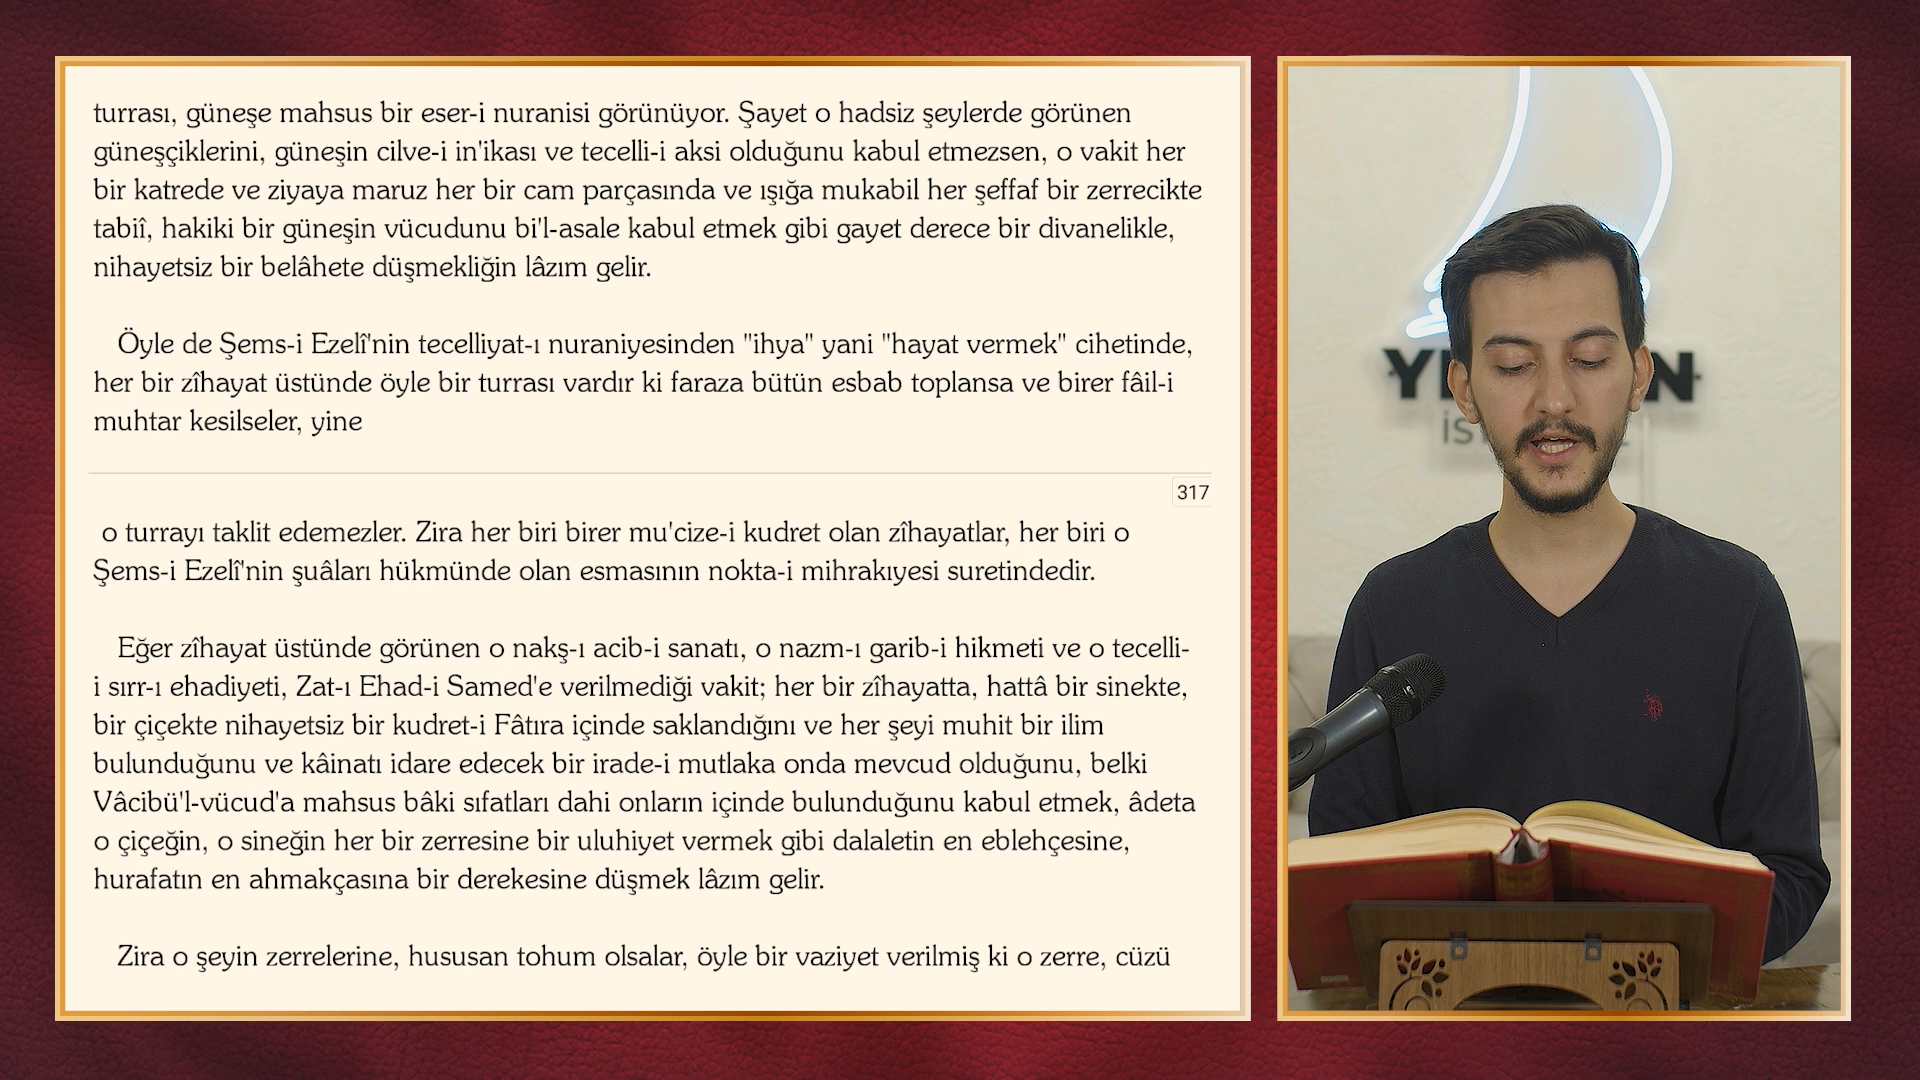 turrası, güneşe mahsus bir eser-i nuranisi görünüyor. Şayet o hadsiz şeylerde görünen
güneşçiklerini, güneşin cilve-i in'ikası ve tecelli-i aksi olduğunu kabul etmezsen, o vakit her
bir katrede ve ziyaya maruz her bir cam parçasında ve ışığa mukabil her şeffaf bir zerrecikte
tabiî, hakiki bir güneşin vücudunu bi'l-asale kabul etmek gibi gayet derece bir divanelikle,
nihayetsiz bir belâhete düşmekliğin lâzım gelir.
Öyle de Şems-i Ezelî'nin tecelliyat-ı nuraniyesinden "ihya" yani "hayat vermek" cihetinde,
her bir zîhayat üstünde öyle bir turrası vardır ki faraza bütün esbab toplansa ve birer fâil-i
muhtar kesilseler, yine
317
o turrayı taklit edemezler. Zira her biri birer mu'cize-i kudret olan zîhayatlar, her biri o
Şems-i Ezelî'nin şuâları hükmünde olan esmasının nokta-i mihrakıyesi suretindedir.
Eğer zîhayat üstünde görünen o nakş-ı acib-i sanatı, o nazm-ı garib-i hikmeti ve o tecelli-
i sırr-ı ehadiyeti, Zat-ı Ehad-i Samed'e verilmediği vakit; her bir zîhayatta, hattâ bir sinekte,
bir çiçekte nihayetsiz bir kudret-i Fâtıra içinde saklandığını ve her şeyi muhit bir ilim
bulunduğunu ve kâinatı idare edecek bir irade-i mutlaka onda mevcud olduğunu, belki
Vâcibü'l-vücud'a mahsus bâki sıfatları dahi onların içinde bulunduğunu kabul etmek, âdeta
o çiçeğin, o sineğin her bir zerresine bir uluhiyet vermek gibi dalaletin en eblehçesine,
hurafatın en ahmakçasına bir derekesine düşmek lâzım gelir.
Zira o şeyin zerrelerine, hususan tohum olsalar, öyle bir vaziyet verilmiş ki o zerre, cüzü